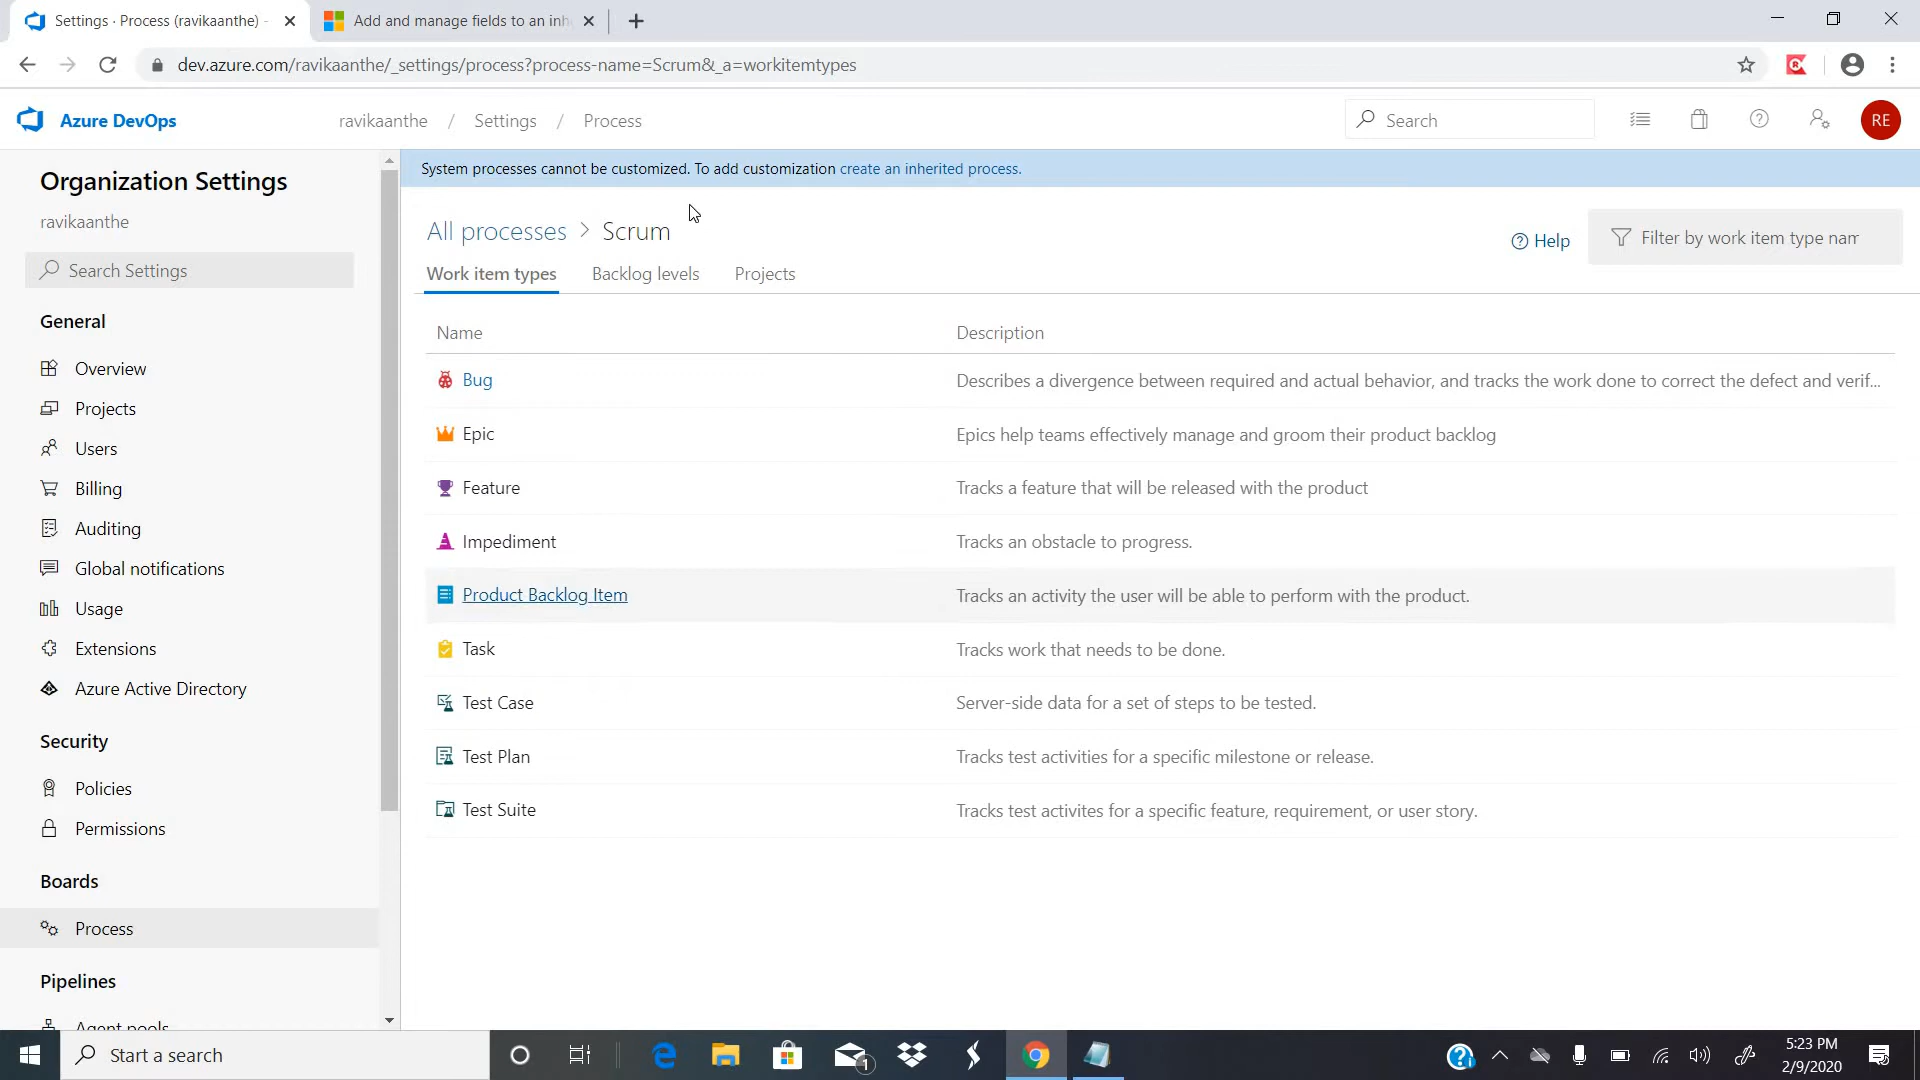 Settings · Process (ravikaanthe) -
Add and manage fields to an inh
dev.azure.com/ravikaanthe/_settings/process?process-name=Scrum&_a=workitemtypes
Azure DevOps
ravikaanthe / Settings / Process
Search
RE
Organization Settings
ravikaanthe
Search Settings
General
Overview
Projects
Users
Billing
Auditing
Global notifications
Usage
Extensions
Azure Active Directory
Security
Policies
Permissions
Boards
Process
Pipelines
Agent pools
System processes cannot be customized. To add customization create an inherited process.
All processes > Scrum
Help
Filter by work item type nam
Work item types Backlog levels Projects
Name Description
Bug Describes a divergence between required and actual behavior, and tracks the work done to correct the defect and verif...
Epic Epics help teams effectively manage and groom their product backlog
Feature Tracks a feature that will be released with the product
Impediment Tracks an obstacle to progress.
Product Backlog Item Tracks an activity the user will be able to perform with the product.
Task Tracks work that needs to be done.
Test Case Server-side data for a set of steps to be tested.
Test Plan Tracks test activities for a specific milestone or release.
Test Suite Tracks test activites for a specific feature, requirement, or user story.
Start a search
1
5:23 PM
2/9/2020